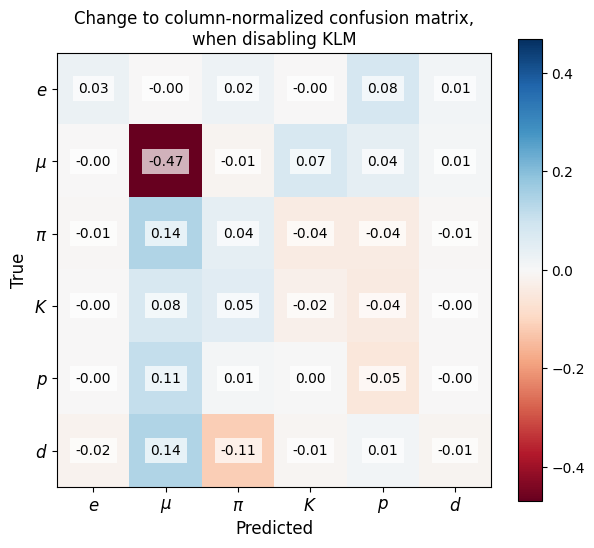 Change to column-normalized confusion matrix,
when disabling KLM
e 0.03 -0.00 0.02 -0.00 0.08 0.01
μ -0.00 -0.47 -0.01 0.07 0.04 0.01
π -0.01 0.14 0.04 -0.04 -0.04 -0.01
K -0.00 0.08 0.05 -0.02 -0.04 -0.00
p -0.00 0.11 0.01 0.00 -0.05 -0.00
d -0.02 0.14 -0.11 -0.01 0.01 -0.01
e μ π K p d
Predicted
True
0.4
0.2
0.0
−0.2
−0.4